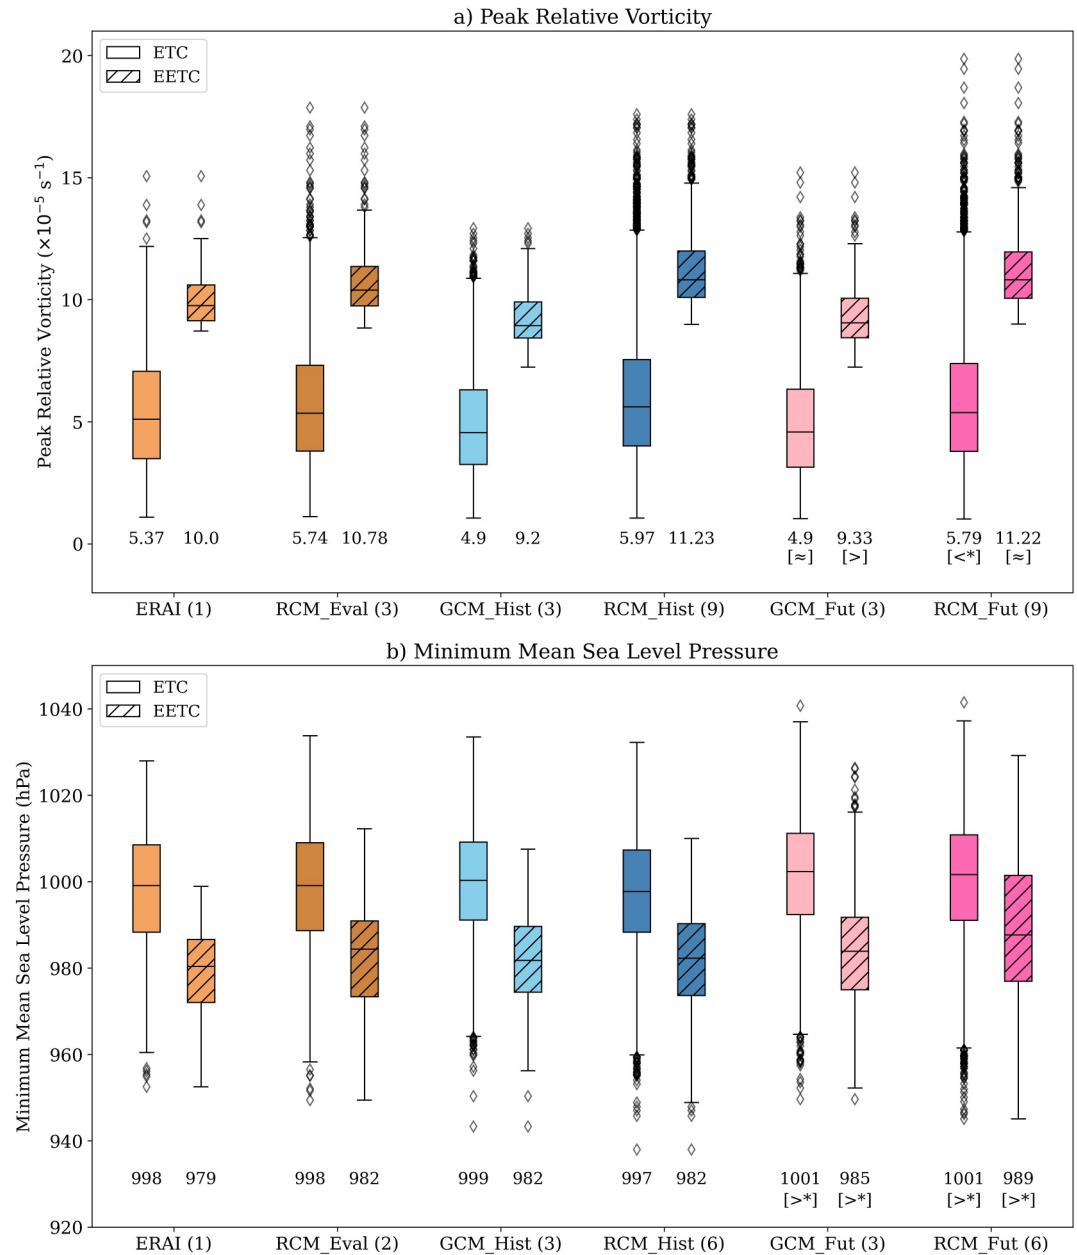 a) Peak Relative Vorticity
ETC
EETC
20
15
10
5
0
Peak Relative Vorticity (×10⁻⁵ s⁻¹)
5.37 10.0 5.74 10.78 4.9 9.2 5.97 11.23 4.9 9.33 5.79 11.22
[≈] [>] [<*] [≈]
ERAI (1) RCM_Eval (3) GCM_Hist (3) RCM_Hist (9) GCM_Fut (3) RCM_Fut (9)
b) Minimum Mean Sea Level Pressure
ETC
EETC
1040
1020
1000
980
960
940
920
Minimum Mean Sea Level Pressure (hPa)
998 979 998 982 999 982 997 982 1001 985 1001 989
[>*] [>*] [>*] [>*]
ERAI (1) RCM_Eval (2) GCM_Hist (3) RCM_Hist (6) GCM_Fut (3) RCM_Fut (6)